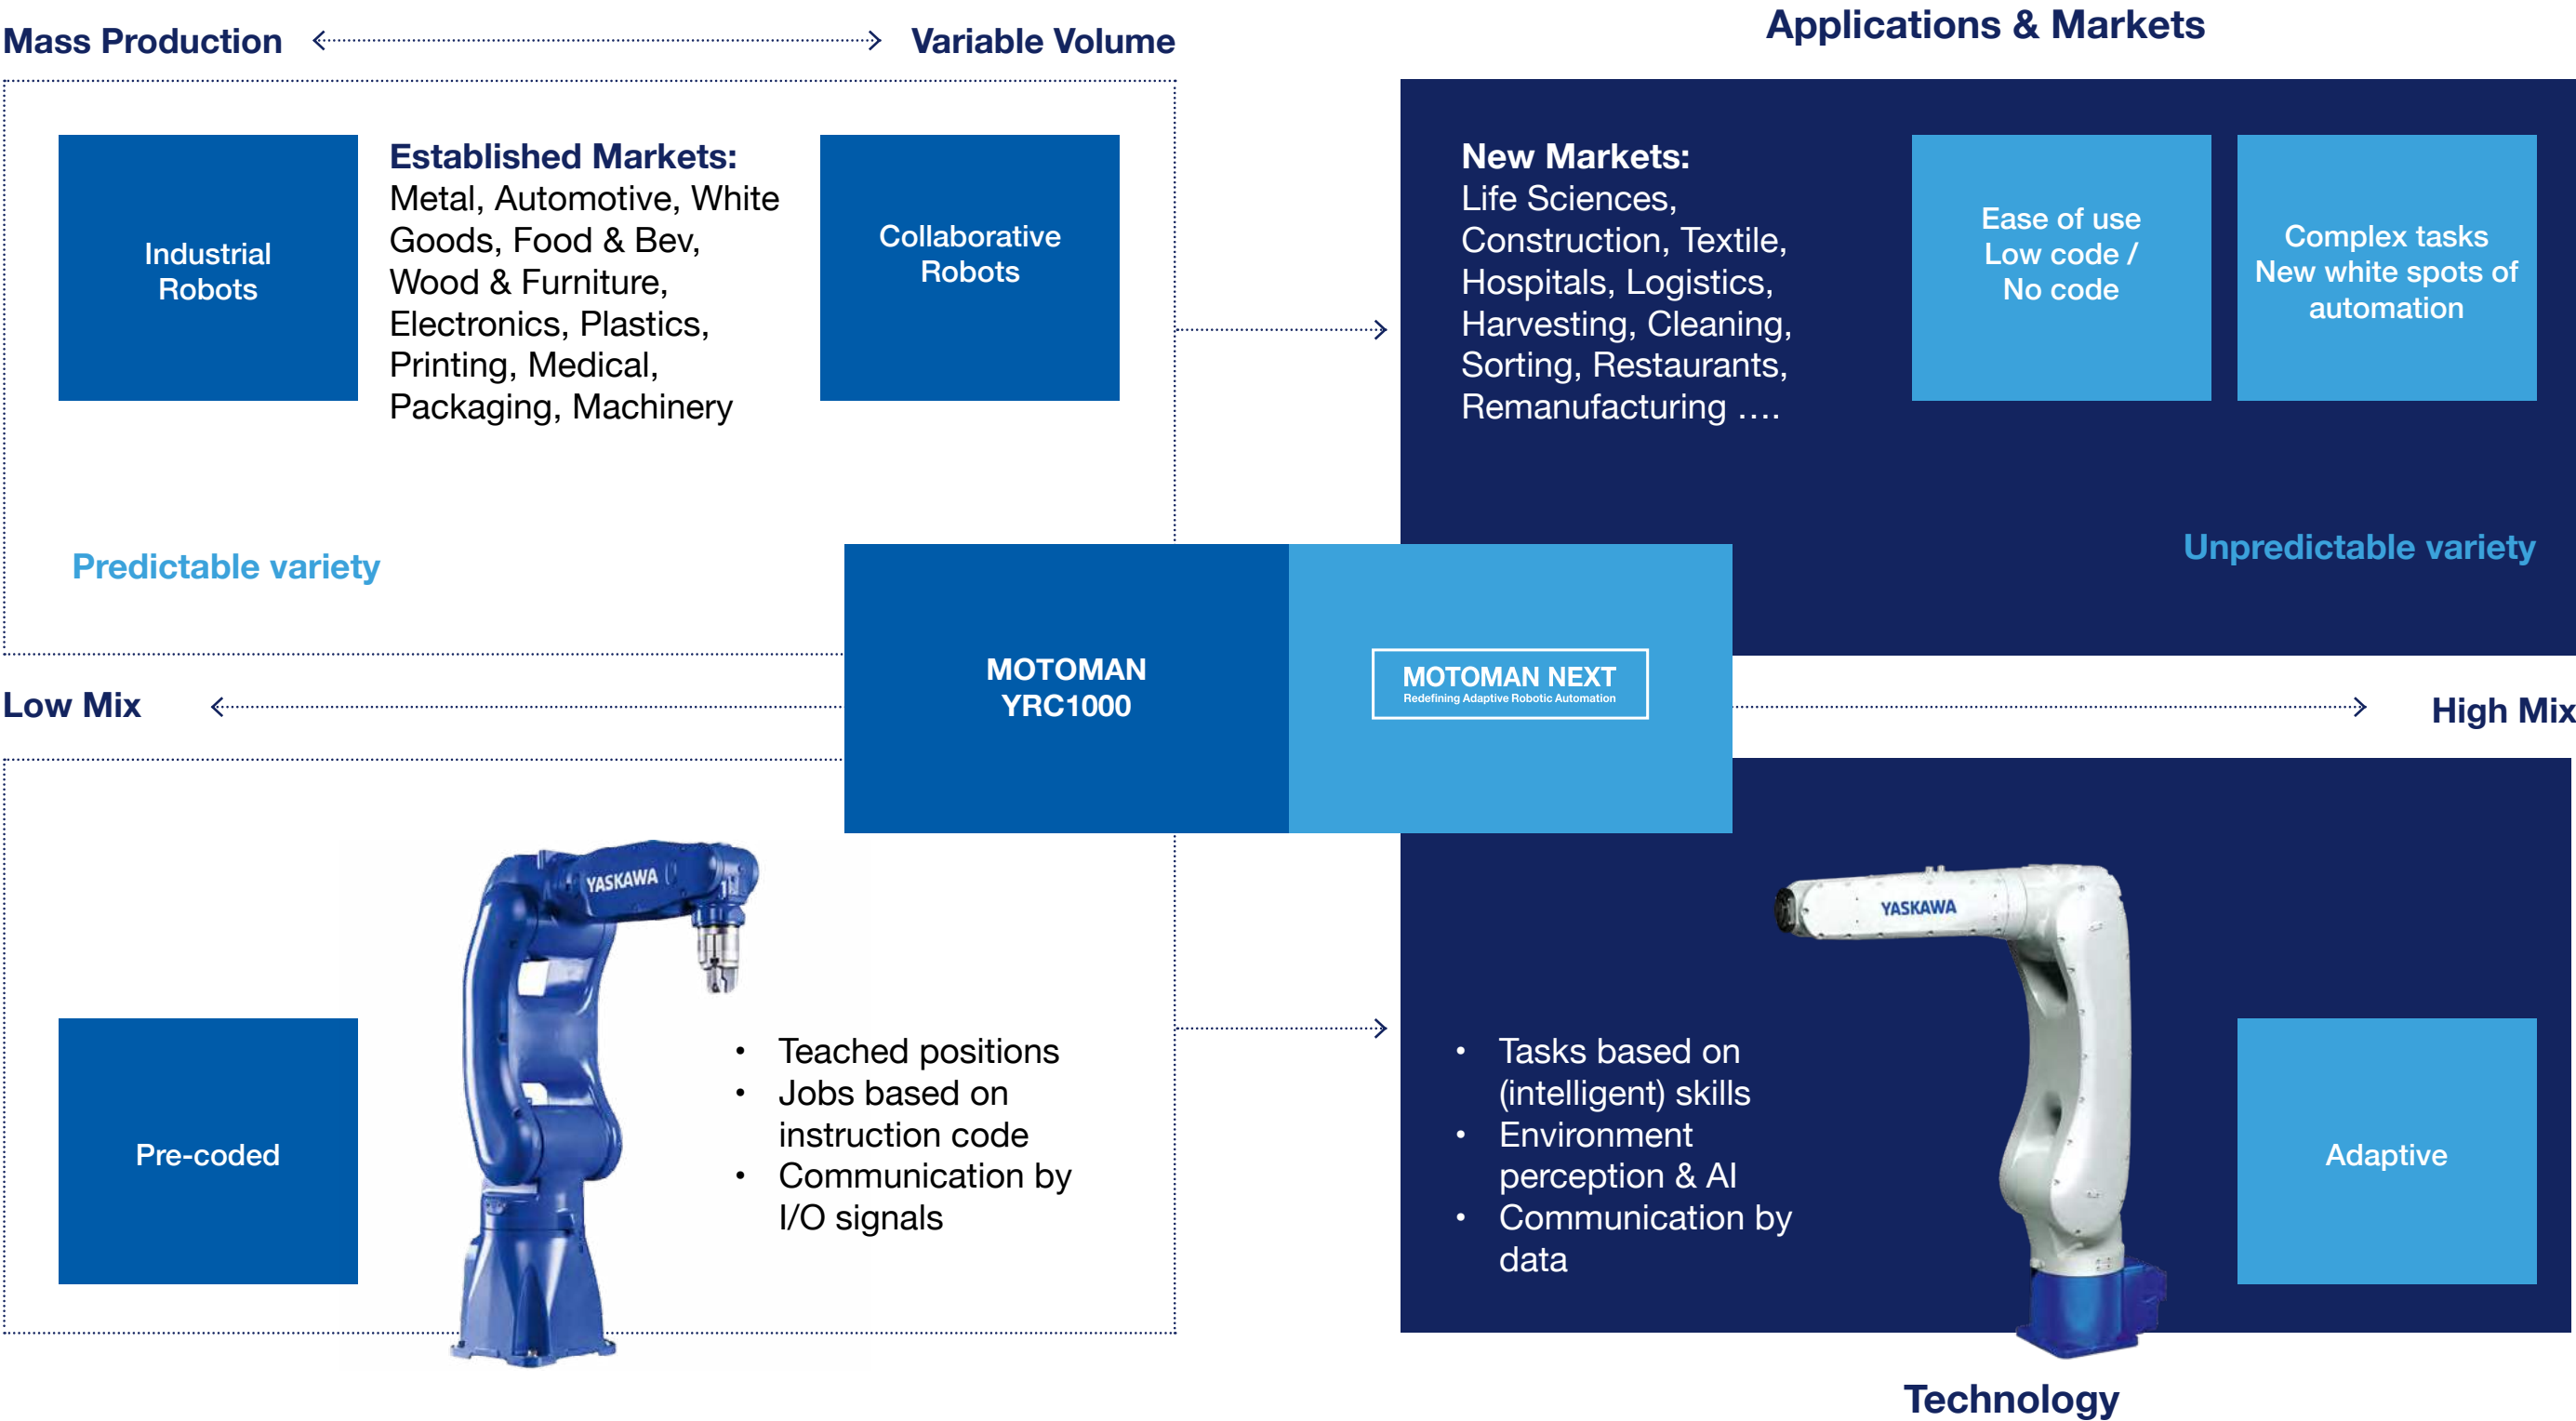 Mass Production
Variable Volume
Applications & Markets
Industrial
Robots
Established Markets:
Metal, Automotive, White
Goods, Food & Bev,
Wood & Furniture,
Electronics, Plastics,
Printing, Medical,
Packaging, Machinery
Collaborative
Robots
New Markets:
Life Sciences,
Construction, Textile,
Hospitals, Logistics,
Harvesting, Cleaning,
Sorting, Restaurants,
Remanufacturing ....
Ease of use
Low code /
No code
Complex tasks
New white spots of
automation
Predictable variety
Unpredictable variety
MOTOMAN
YRC1000
MOTOMAN NEXT
Redefining Adaptive Robotic Automation
Low Mix
High Mix
Pre-coded
YASKAWA
• Teached positions
• Jobs based on
instruction code
• Communication by
I/O signals
• Tasks based on
(intelligent) skills
• Environment
perception & AI
• Communication by
data
YASKAWA
Adaptive
Technology